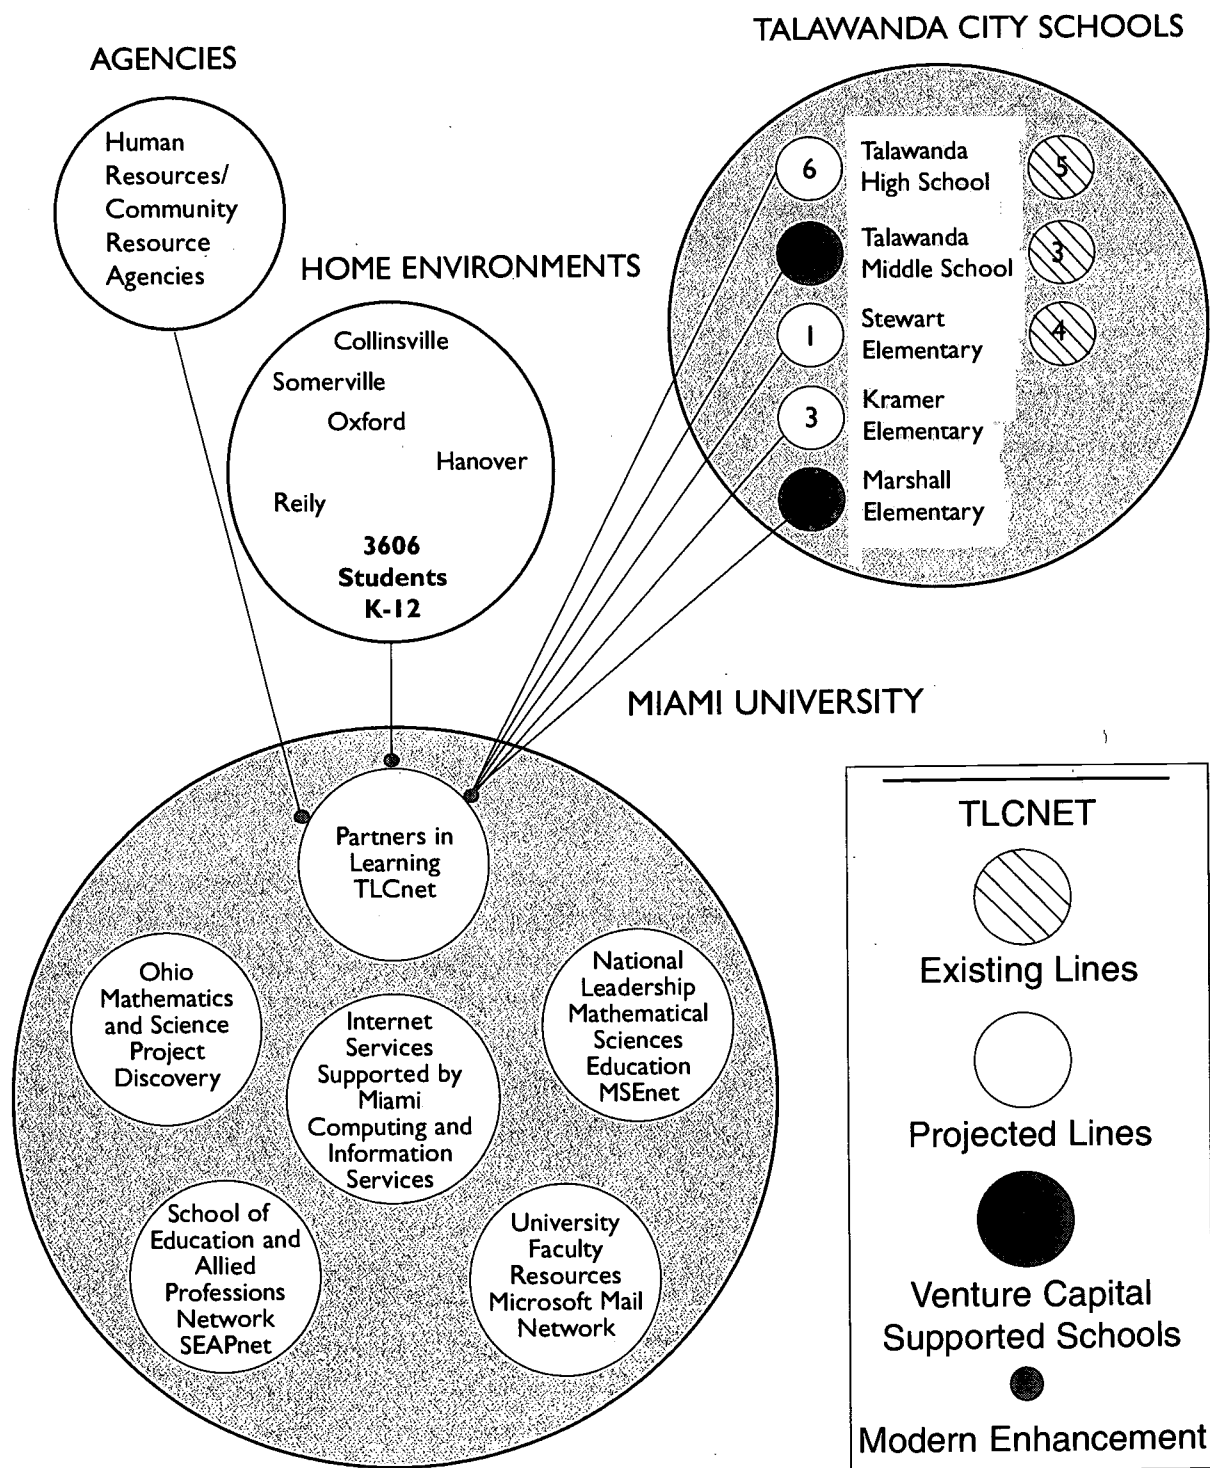 TALAWANDA CITY SCHOOLS
AGENCIES
Human
Resources/
Community
Resource
Agencies
HOME ENVIRONMENTS
Collinsville
Somerville
Oxford
Hanover
Reily
3606
Students
K-12
6
Talawanda
High School
5
Talawanda
Middle School
3
1
Stewart
Elementary
4
3
Kramer
Elementary
Marshall
Elementary
MIAMI UNIVERSITY
Partners in
Learning
TLCnet
Ohio
Mathematics
and Science
Project
Discovery
Internet
Services
Supported by
Miami
Computing and
Information
Services
National
Leadership
Mathematical
Sciences
Education
MSEnet
School of
Education and
Allied
Professions
Network
SEAPnet
University
Faculty
Resources
Microsoft Mail
Network
TLCNET
Existing Lines
Projected Lines
Venture Capital
Supported Schools
Modern Enhancement